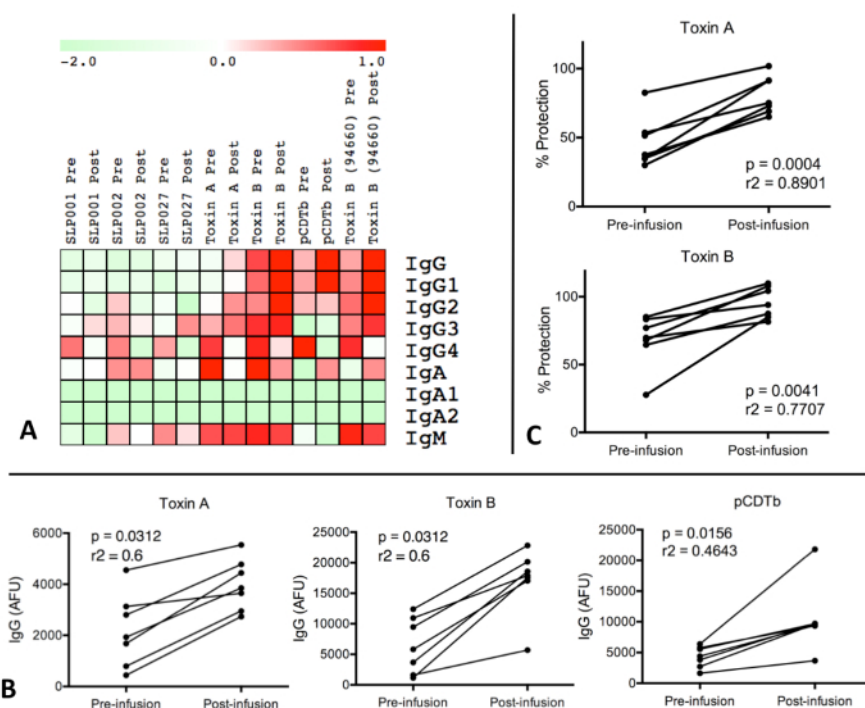 -2.0 0.0 1.0
SLP001 Pre
SLP001 Post
SLP002 Pre
SLP002 Post
SLP027 Pre
SLP027 Post
Toxin A Pre
Toxin A Post
Toxin B Pre
Toxin B Post
pCDTb Pre
pCDTb Post
Toxin B (94660) Pre
Toxin B (94660) Post
IgG
IgG1
IgG2
IgG3
IgG4
IgA
IgA1
IgA2
IgM
A
Toxin A
% Protection
100
50
0
p = 0.0004
r2 = 0.8901
Pre-infusion Post-infusion
Toxin B
% Protection
100
50
0
p = 0.0041
r2 = 0.7707
Pre-infusion Post-infusion
C
Toxin A
IgG (AFU)
6000
4000
2000
0
p = 0.0312
r2 = 0.6
Pre-infusion Post-infusion
Toxin B
IgG (AFU)
25000
20000
15000
10000
5000
0
p = 0.0312
r2 = 0.6
Pre-infusion Post-infusion
pCDTb
IgG (AFU)
25000
20000
15000
10000
5000
0
p = 0.0156
r2 = 0.4643
Pre-infusion Post-infusion
B